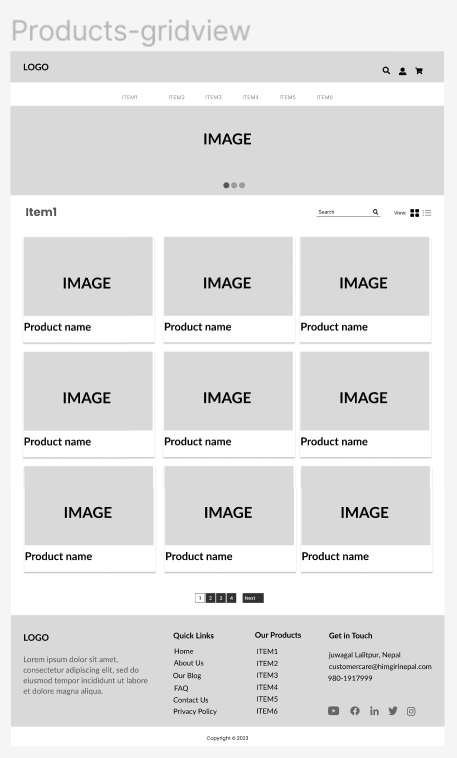 Products-gridview
LOGO
ITEM1 ITEM2 ITEM3 ITEM4 ITEM5 ITEM6
IMAGE
Item1
Search
View:
IMAGE IMAGE IMAGE
Product name Product name Product name
IMAGE IMAGE IMAGE
Product name Product name Product name
IMAGE IMAGE IMAGE
Product name Product name Product name
1 2 3 4 Next
LOGO
Lorem ipsum dolor sit amet,
consectetur adipiscing elit, sed do
eiusmod tempor incididunt ut labore
et dolore magna aliqua.
Quick Links
Home
About Us
Our Blog
FAQ
Contact Us
Privacy Policy
Our Products
ITEM1
ITEM2
ITEM3
ITEM4
ITEM5
ITEM6
Get in Touch
juwagal Lalitpur, Nepal
customercare@himgirinepal.com
980-1917999
Copyright © 2023